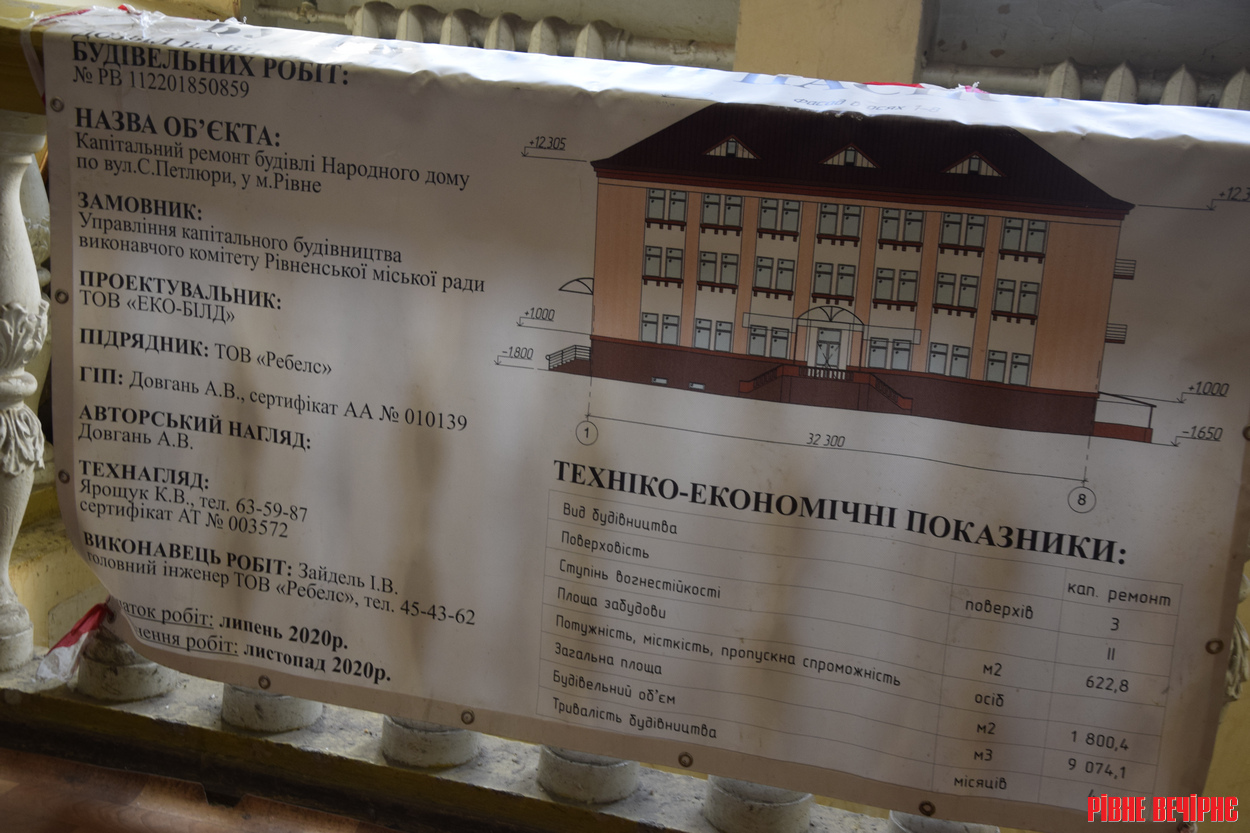 БУДІВЕЛЬНИХ РОБІТ:
№ РВ 112201850859
НАЗВА ОБ’ЄКТА:
Капітальний ремонт будівлі Народного дому
по вул.С.Петлюри, у м.Рівне
ЗАМОВНИК:
Управління капітального будівництва
виконавчого комітету Рівненської міської ради
ПРОЕКТУВАЛЬНИК:
ТОВ «ЕКО-БІЛД»
ПІДРЯДНИК: ТОВ «Ребелс»
ГІП: Довгань А.В., сертифікат АА № 010139
АВТОРСЬКИЙ НАГЛЯД:
Довгань А.В.
ТЕХНАГЛЯД:
Ярощук К.В., тел. 63-59-87
сертифікат АТ № 003572
ВИКОНАВЕЦЬ РОБІТ: Зайдель І.В.
головний інженер ТОВ «Ребелс», тел. 45-43-62
аток робіт: липень 2020р.
чення робіт: листопад 2020р.
+12.305
+12.3
+1.000
-1.800
+1.000
-1.650
1
32 300
8
ТЕХНІКО-ЕКОНОМІЧНІ ПОКАЗНИКИ:
Вид будівництва кап. ремонт
Поверховість поверхів 3
Ступінь вогнестійкості II
Площа забудови м2 622,8
Потужність, місткість, пропускна спроможність осіб
Загальна площа м2 1 800,4
Будівельний об’єм м3 9 074,1
Тривалість будівництва місяців
РІВНЕ ВЕЧІРНЄ